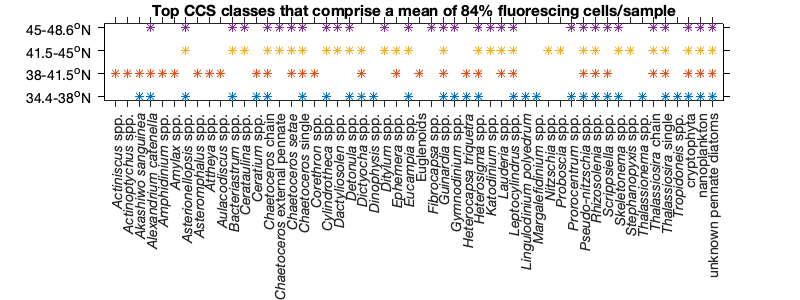 Top CCS classes that comprise a mean of 84% fluorescing cells/sample
45-48.6°N
41.5-45°N
38-41.5°N
34.4-38°N
Actiniscus spp.
Actinoptychus spp.
Akashiwo sanguinea
Alexandrium catenella
Amphidinium spp.
Amylax spp.
Asterionellopsis spp.
Asteromphalus spp.
Attheya spp.
Aulacodiscus spp.
Bacteriastrum spp.
Cerataulina spp.
Ceratium spp.
Chaetoceros chain
Chaetoceros external pennate
Chaetoceros setae
Chaetoceros single
Corethron spp.
Cylindrotheca spp.
Dactyliosolen spp.
Detonula spp.
Dictyocha spp.
Dinophysis spp.
Ditylum spp.
Ephemera spp.
Eucampia spp.
Euglenoids
Fibrocapsa spp.
Guinardia spp.
Gymnodinium spp.
Heterocapsa triquetra
Heterosigma spp.
Katodinium spp.
Lauderia spp.
Leptocylindrus spp.
Lingulodinium polyedrum
Margalefidinium spp.
Nitzschia spp.
Proboscia spp.
Prorocentrum spp.
Pseudo-nitzschia spp.
Rhizosolenia spp.
Scrippsiella spp.
Skeletonema spp.
Stephanopyxis spp.
Thalassionema spp.
Thalassiosira chain
Thalassiosira single
Tropidoneis spp.
cryptophyta
nanoplankton
unknown pennate diatoms